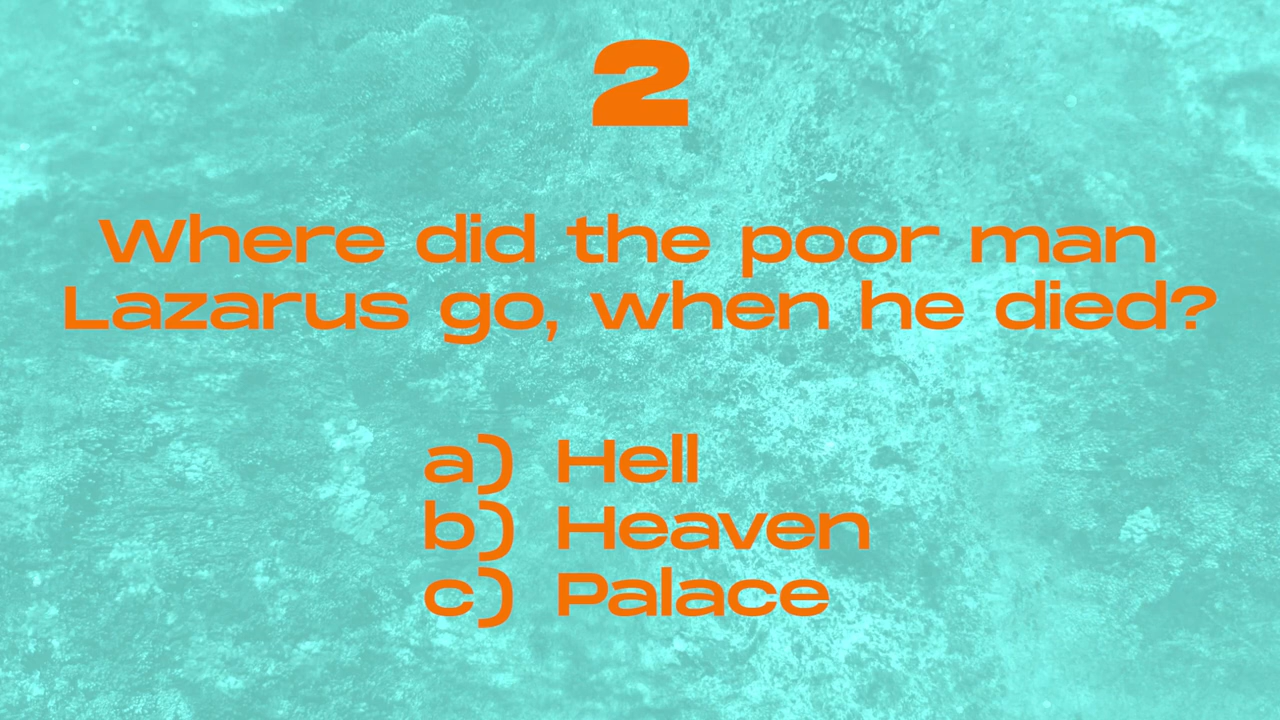 2
Where did the poor man
Lazarus go, when he died?
a) Hell
b) Heaven
c) Palace